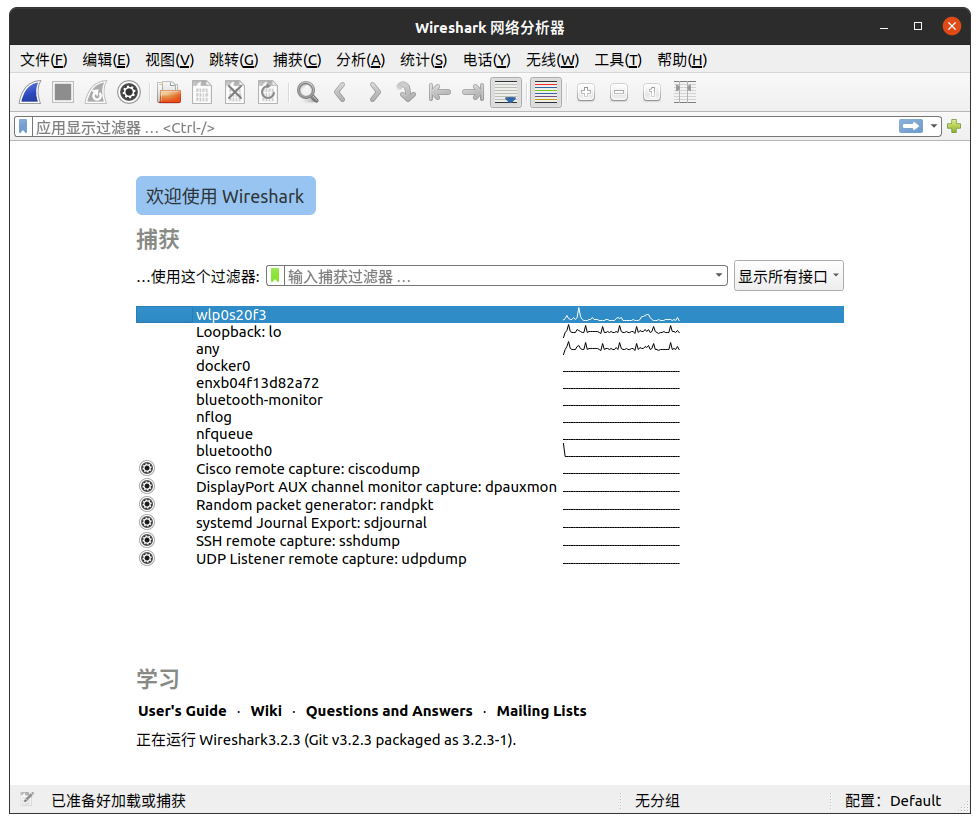 Wireshark 网络分析器
文件(F) 编辑(E) 视图(V) 跳转(G) 捕获(C) 分析(A) 统计(S) 电话(Y) 无线(W) 工具(T) 帮助(H)
应用显示过滤器 … <Ctrl-/>
欢迎使用 Wireshark
捕获
…使用这个过滤器: 输入捕获过滤器 … 显示所有接口
wlp0s20f3
Loopback: lo
any
docker0
enxb04f13d82a72
bluetooth-monitor
nflog
nfqueue
bluetooth0
Cisco remote capture: ciscodump
DisplayPort AUX channel monitor capture: dpauxmon
Random packet generator: randpkt
systemd Journal Export: sdjournal
SSH remote capture: sshdump
UDP Listener remote capture: udpdump
学习
User's Guide · Wiki · Questions and Answers · Mailing Lists
正在运行 Wireshark3.2.3 (Git v3.2.3 packaged as 3.2.3-1).
已准备好加载或捕获 无分组 配置：Default